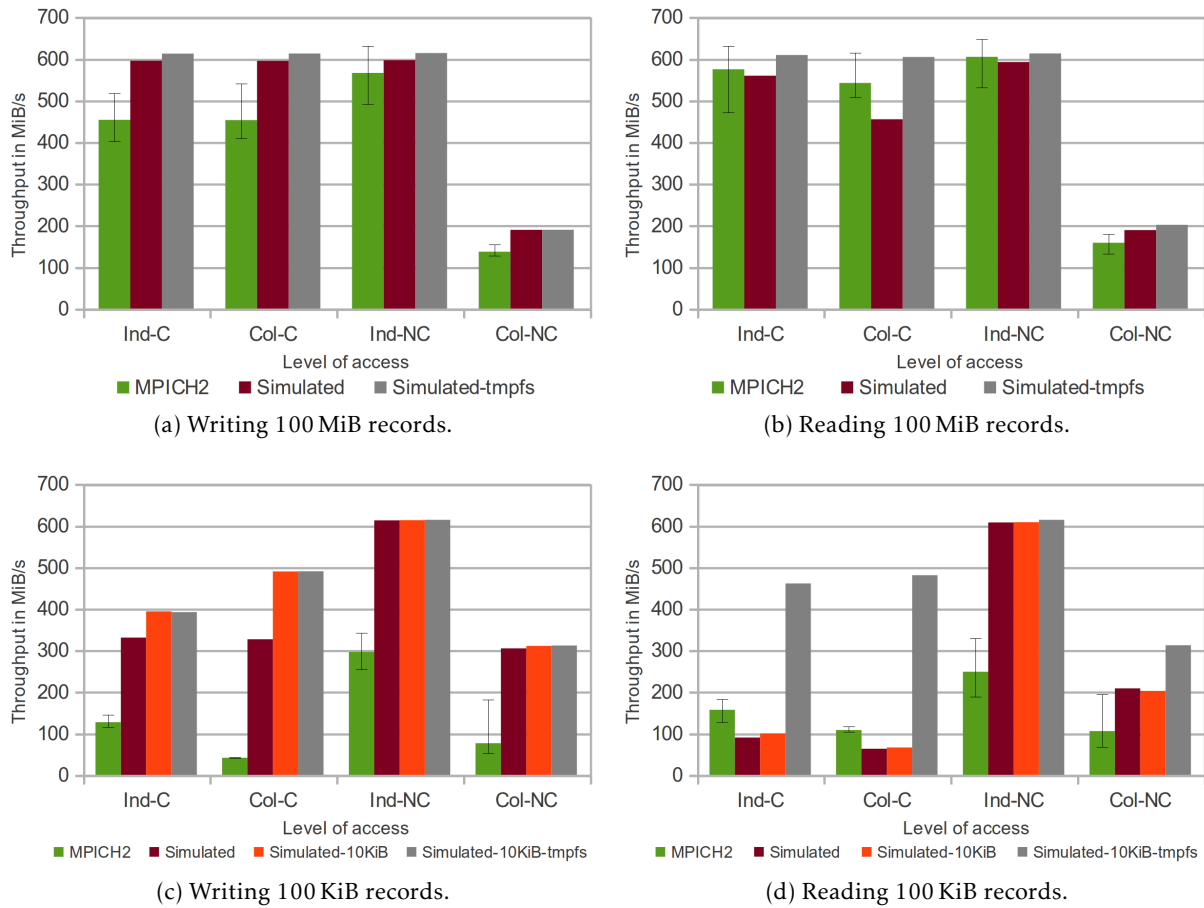 700
600
500
400
300
200
100
0
Throughput in MiB/s
Ind-C Col-C Ind-NC Col-NC
Level of access
MPICH2 Simulated Simulated-tmpfs
(a) Writing 100 MiB records.
700
600
500
400
300
200
100
0
Throughput in MiB/s
Ind-C Col-C Ind-NC Col-NC
Level of access
MPICH2 Simulated Simulated-tmpfs
(b) Reading 100 MiB records.
700
600
500
400
300
200
100
0
Throughput in MiB/s
Ind-C Col-C Ind-NC Col-NC
Level of access
MPICH2 Simulated Simulated-10KiB Simulated-10KiB-tmpfs
(c) Writing 100 KiB records.
700
600
500
400
300
200
100
0
Throughput in MiB/s
Ind-C Col-C Ind-NC Col-NC
Level of access
MPICH2 Simulated Simulated-10KiB Simulated-10KiB-tmpfs
(d) Reading 100 KiB records.